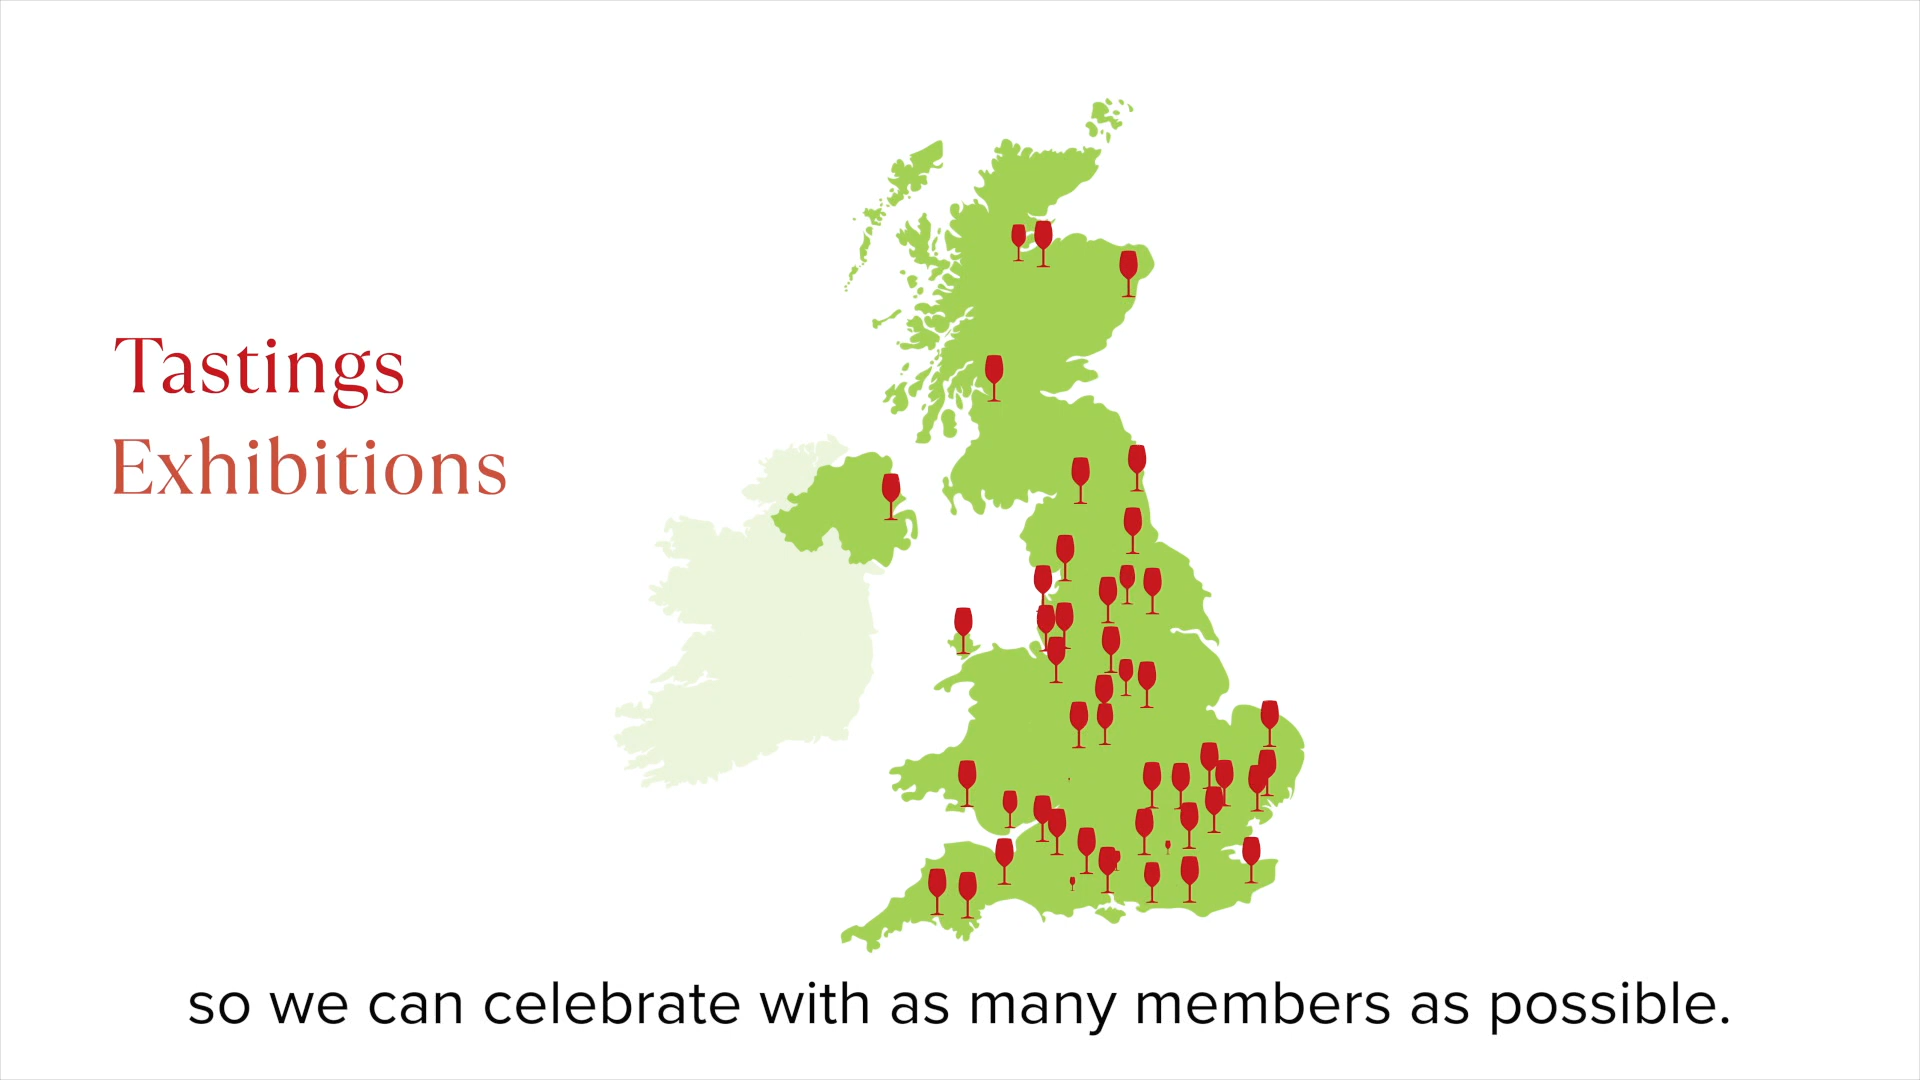 Tastings
Exhibitions
so we can celebrate with as many members as possible.